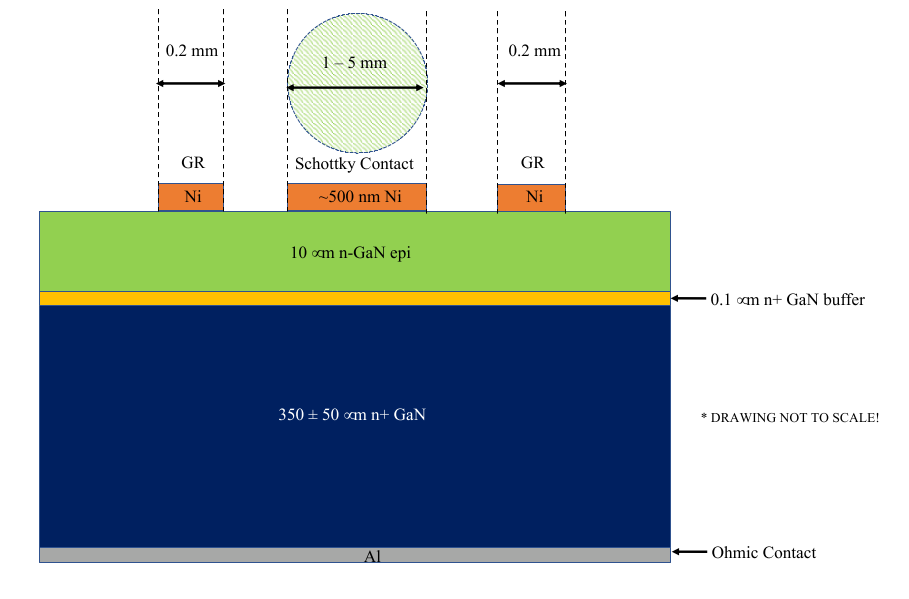 0.2 mm
1 – 5 mm
0.2 mm
GR
Schottky Contact
GR
Ni
~500 nm Ni
Ni
10 ∝m n-GaN epi
0.1 ∝m n+ GaN buffer
350 ± 50 ∝m n+ GaN
* DRAWING NOT TO SCALE!
Al
Ohmic Contact